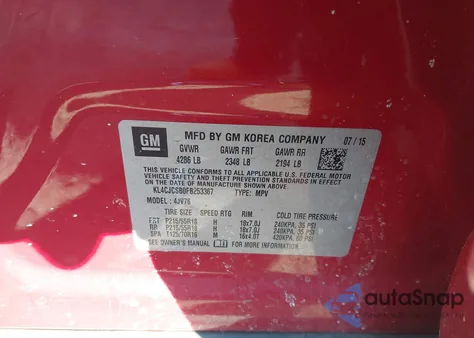 GM
MFD BY GM KOREA COMPANY 07/15
GVWR GAWR FRT GAWR RR
4286 LB 2348 LB 2194 LB
THIS VEHICLE CONFORMS TO ALL APPLICABLE U.S. FEDERAL MOTOR
VEHICLE SAFETY AND THEFT PREVENTION STANDARDS IN EFFECT
ON THE DATE OF MANUFACTURE SHOWN ABOVE.
KL4CJCSB0FB253367 TYPE: MPV
MODEL : 4JV76
TIRE SIZE SPEED RTG RIM COLD TIRE PRESSURE
FRT P215/55R18 H 18x7.0J 240KPA, 35 PSI
RR P215/55R18 H 18x7.0J 240KPA, 35 PSI
SPA T125/70R16 M 16x4.0T 420KPA, 60 PSI
SEE OWNER'S MANUAL
autoSnap